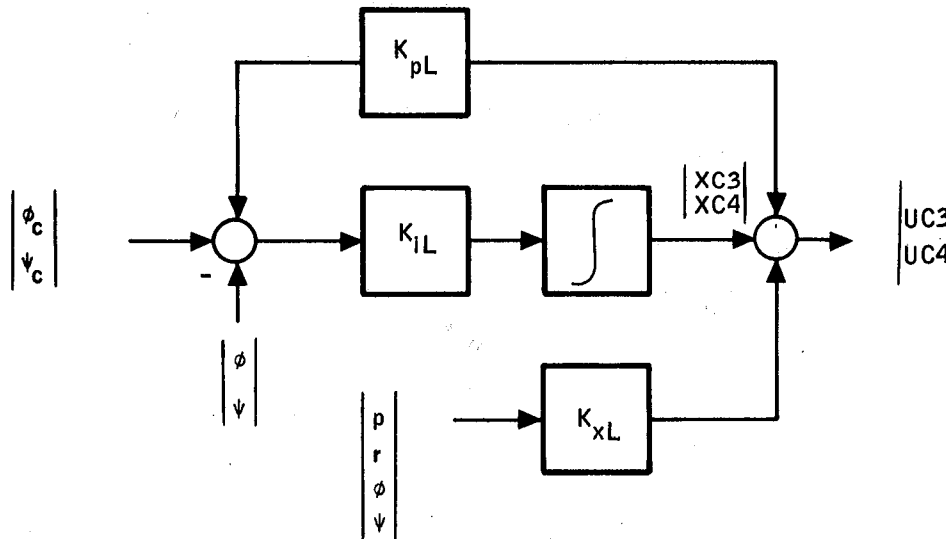 K_pL
|XC3|
|XC4|
|ϕ_c|
|ψ_c|
K_iL
∫
|UC3
|UC4
-
|ϕ|
|ψ|
|p|
|r|
|ϕ|
|ψ|
K_xL